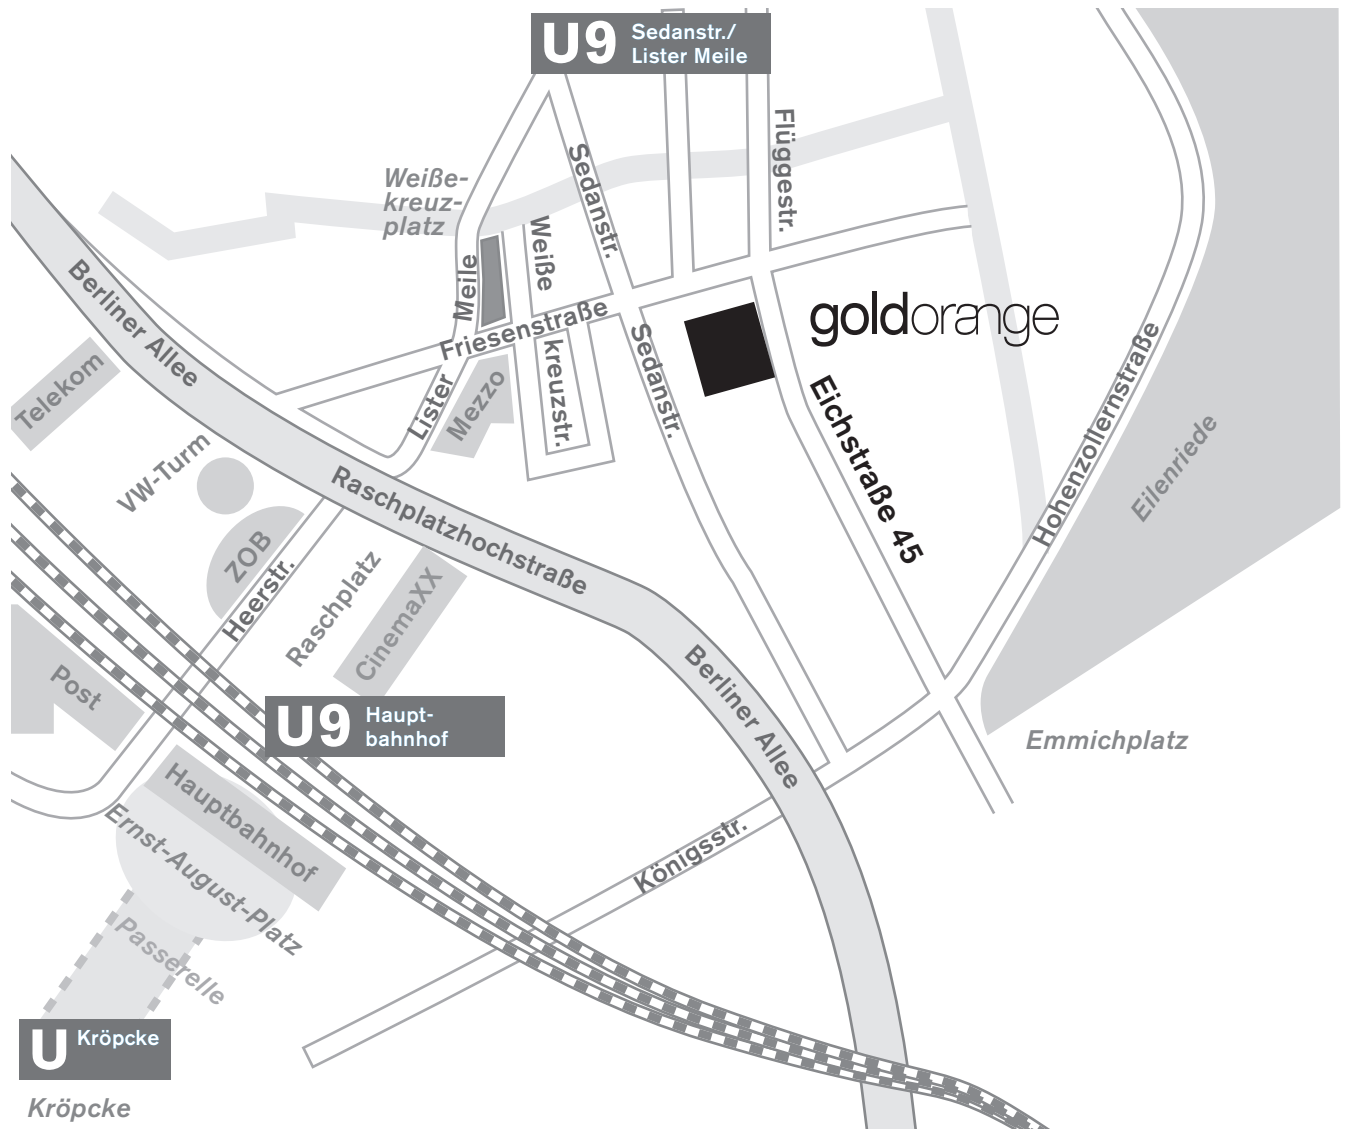 U9 Sedanstr./
Lister Meile
Flüggestr.
Sedanstr.
Weiße-
kreuz-
platz
Weiße
Meile
Berliner Allee
Friesenstraße
goldorange
Sedanstr.
kreuzstr.
Hohenzollernstraße
Telekom
Lister
Mezzo
Eichstraße 45
Eilenriede
VW-Turm
Raschplatzhochstraße
ZOB
Heerstr.
Raschplatz
CinemaXX
Post
Berliner Allee
U9 Haupt-
bahnhof
Emmichplatz
Hauptbahnhof
Ernst-August-Platz
Königsstr.
Passerelle
U Kröpcke
Kröpcke